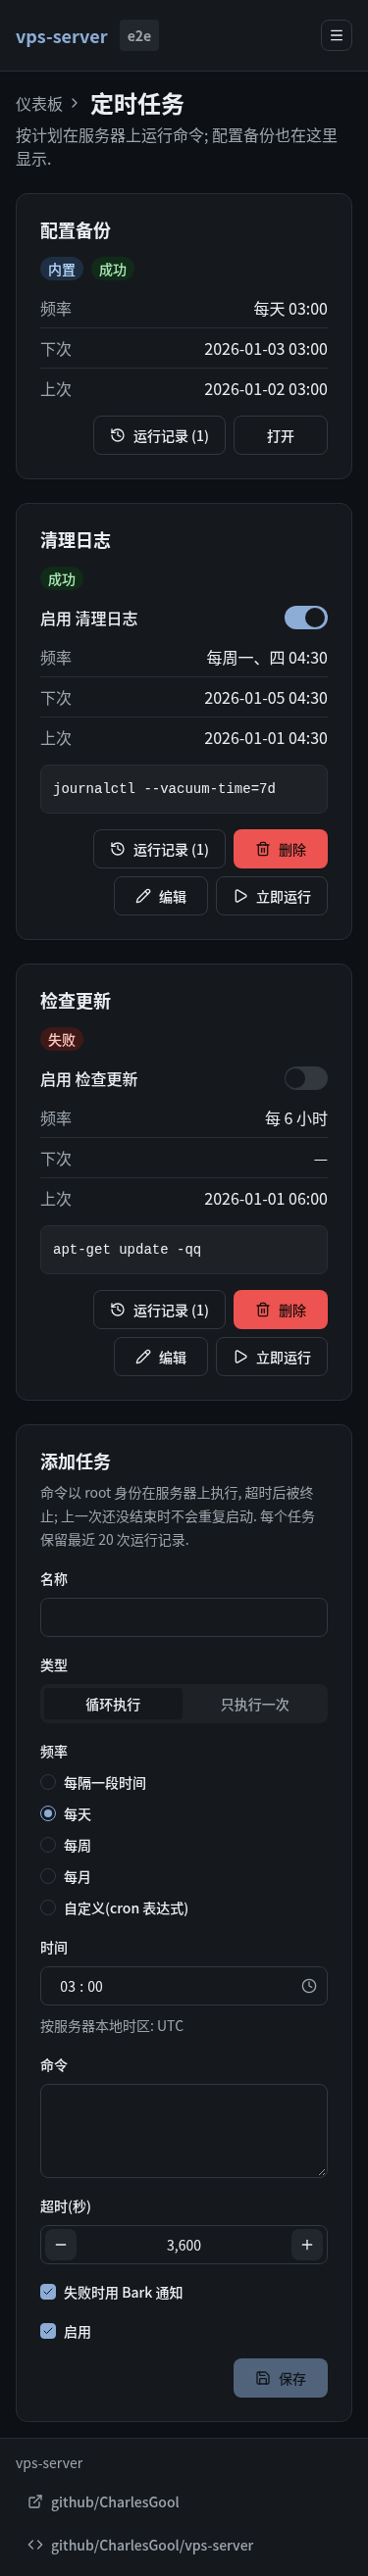 vps-server e2e
仪表板 > 定时任务
按计划在服务器上运行命令; 配置备份也在这里
显示.
配置备份
内置 成功
频率 每天 03:00
下次 2026-01-03 03:00
上次 2026-01-02 03:00
运行记录 (1) 打开
清理日志
成功
启用 清理日志
频率 每周一、四 04:30
下次 2026-01-05 04:30
上次 2026-01-01 04:30
journalctl --vacuum-time=7d
运行记录 (1) 删除
编辑 立即运行
检查更新
失败
启用 检查更新
频率 每 6 小时
下次 —
上次 2026-01-01 06:00
apt-get update -qq
运行记录 (1) 删除
编辑 立即运行
添加任务
命令以 root 身份在服务器上执行, 超时后被终
止; 上一次还没结束时不会重复启动. 每个任务
保留最近 20 次运行记录.
名称
类型
循环执行 只执行一次
频率
每隔一段时间
每天
每周
每月
自定义(cron 表达式)
时间
03 : 00
按服务器本地时区: UTC
命令
超时(秒)
3,600
失败时用 Bark 通知
启用
保存
vps-server
github/CharlesGool
github/CharlesGool/vps-server